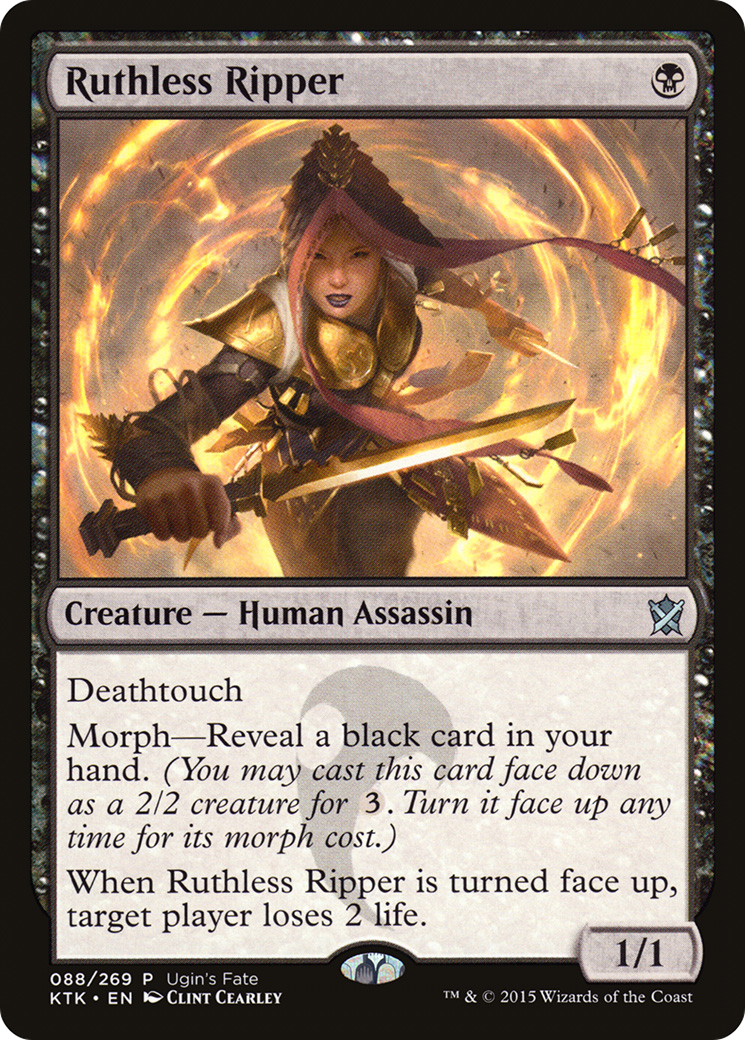 Ruthless Ripper
Creature — Human Assassin
Deathtouch
Morph—Reveal a black card in your
hand. (You may cast this card face down
as a 2/2 creature for 3. Turn it face up any
time for its morph cost.)
When Ruthless Ripper is turned face up,
target player loses 2 life.
1/1
088/269 P Ugin's Fate
KTK • EN Clint Cearley
™ & © 2015 Wizards of the Coast